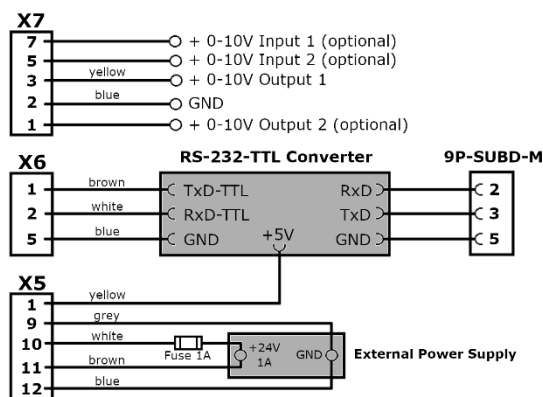 X7
7 + 0-10V Input 1 (optional)
5 + 0-10V Input 2 (optional)
3 yellow + 0-10V Output 1
2 blue GND
1 + 0-10V Output 2 (optional)
X6 RS-232-TTL Converter 9P-SUBD-M
1 brown TxD-TTL RxD 2
2 white RxD-TTL TxD 3
5 blue GND +5V GND 5
X5
1 yellow
9 grey
10 white Fuse 1A +24V 1A GND External Power Supply
11 brown
12 blue